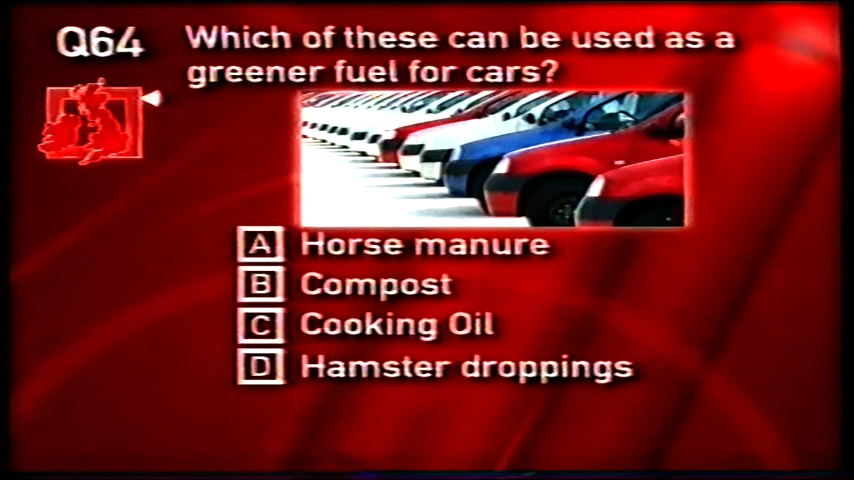 Q64
Which of these can be used as a
greener fuel for cars?
A Horse manure
B Compost
C Cooking Oil
D Hamster droppings